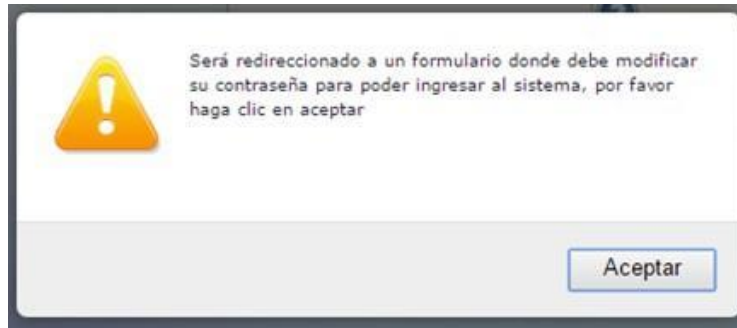 Será redireccionado a un formulario donde debe modificar
su contraseña para poder ingresar al sistema, por favor
haga clic en aceptar
Aceptar